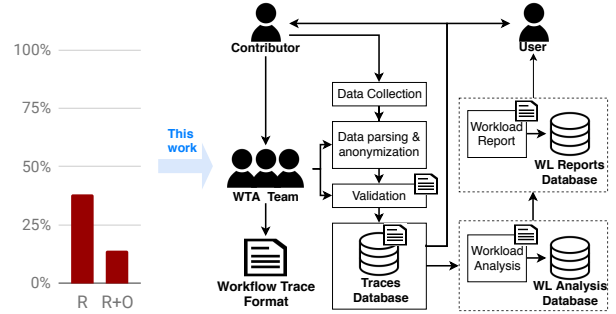 100%
75%
50%
25%
0%
R
R+O
This
work
Contributor
User
Data Collection
Data parsing &
anonymization
WTA Team
Validation
Workflow Trace
Format
Traces
Database
Workload
Report
WL Reports
Database
Workload
Analysis
WL Analysis
Database